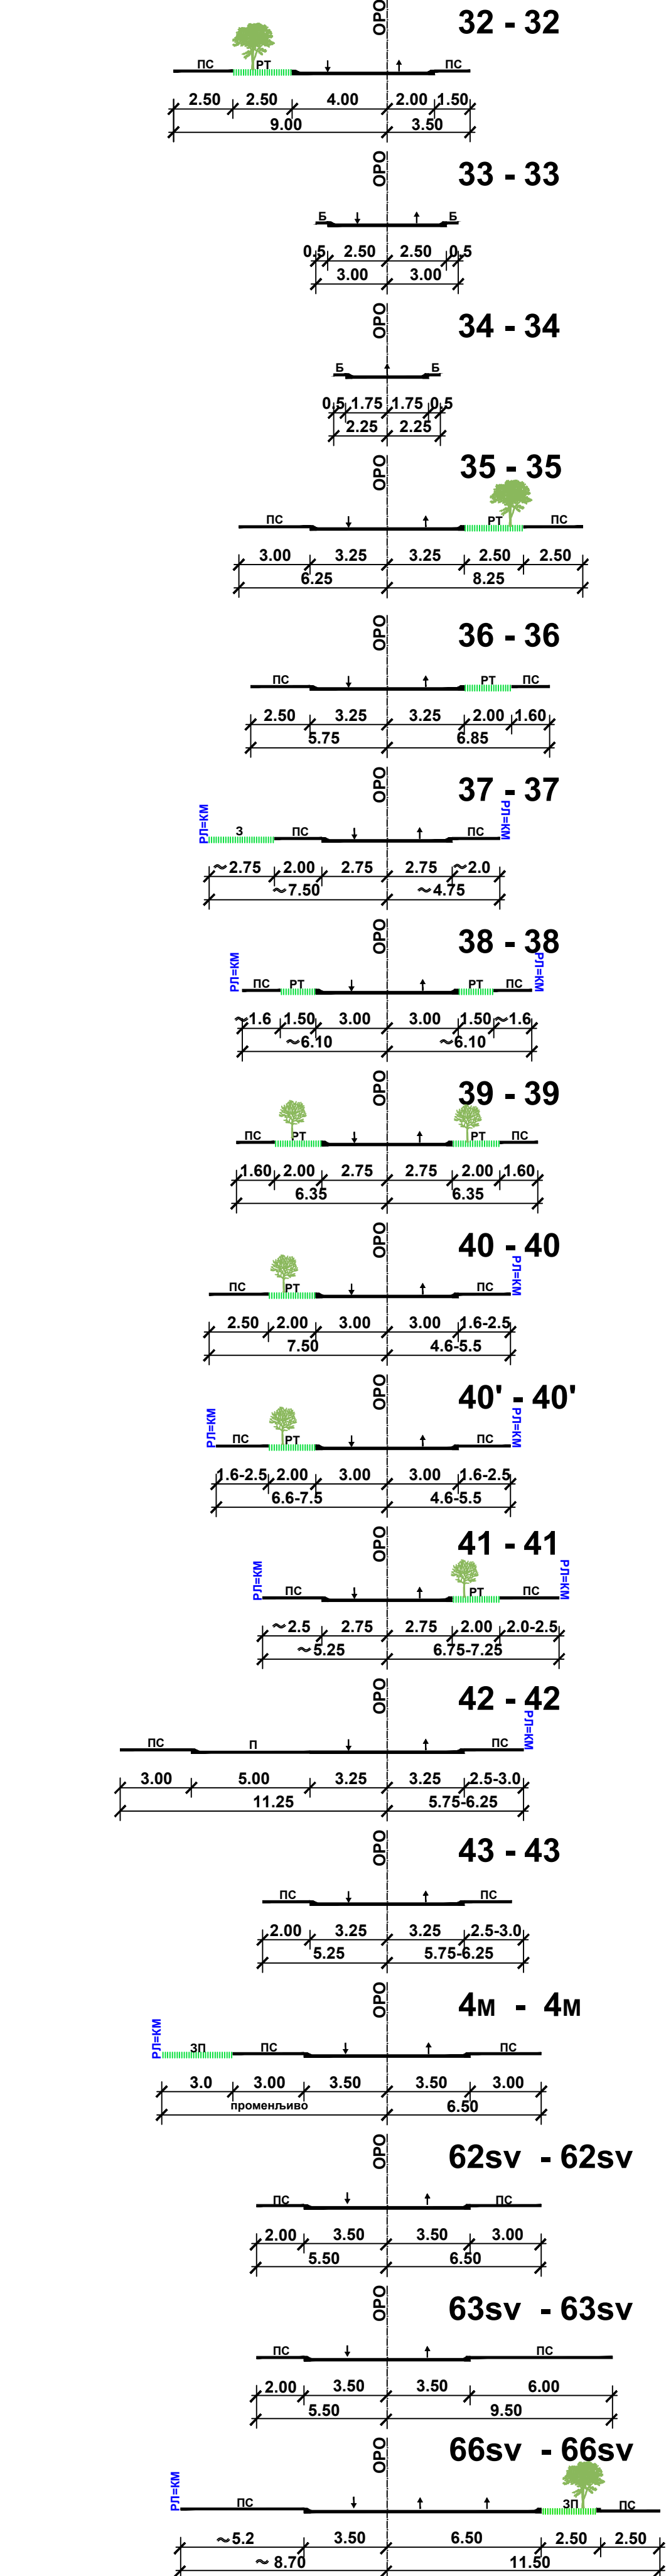 ОРО
32 - 32
ПС РТ ПС
2.50 2.50 4.00 2.00 1.50
9.00 3.50
ОРО
33 - 33
Б Б
0.5 2.50 2.50 0.5
3.00 3.00
ОРО
34 - 34
Б Б
0.5 1.75 1.75 0.5
2.25 2.25
ОРО
35 - 35
ПС РТ ПС
3.00 3.25 3.25 2.50 2.50
6.25 8.25
ОРО
36 - 36
ПС РТ ПС
2.50 3.25 3.25 2.00 1.60
5.75 6.85
ОРО
37 - 37
РЛ=КМ З ПС ПС РЛ=КМ
~2.75 2.00 2.75 2.75 ~2.0
~7.50 ~4.75
ОРО
38 - 38
РЛ=КМ ПС РТ РТ ПС РЛ=КМ
~1.6 1.50 3.00 3.00 1.50 ~1.6
~6.10 ~6.10
ОРО
39 - 39
ПС РТ РТ ПС
1.60 2.00 2.75 2.75 2.00 1.60
6.35 6.35
ОРО
40 - 40
ПС РТ ПС РЛ=КМ
2.50 2.00 3.00 3.00 1.6-2.5
7.50 4.6-5.5
ОРО
40' - 40'
РЛ=КМ ПС РТ ПС РЛ=КМ
1.6-2.5 2.00 3.00 3.00 1.6-2.5
6.6-7.5 4.6-5.5
ОРО
41 - 41
РЛ=КМ ПС РТ ПС РЛ=КМ
~2.5 2.75 2.75 2.00 2.0-2.5
~5.25 6.75-7.25
ОРО
42 - 42
ПС П ПС РЛ=КМ
3.00 5.00 3.25 3.25 2.5-3.0
11.25 5.75-6.25
ОРО
43 - 43
ПС ПС
2.00 3.25 3.25 2.5-3.0
5.25 5.75-6.25
ОРО
4м - 4м
РЛ=КМ ЗП ПС ПС
3.0 3.00 3.50 3.50 3.00
променљиво 6.50
ОРО
62sv - 62sv
ПС ПС
2.00 3.50 3.50 3.00
5.50 6.50
ОРО
63sv - 63sv
ПС ПС
2.00 3.50 3.50 6.00
5.50 9.50
ОРО
66sv - 66sv
РЛ=КМ ПС ЗП ПС
~5.2 3.50 6.50 2.50 2.50
~ 8.70 11.50